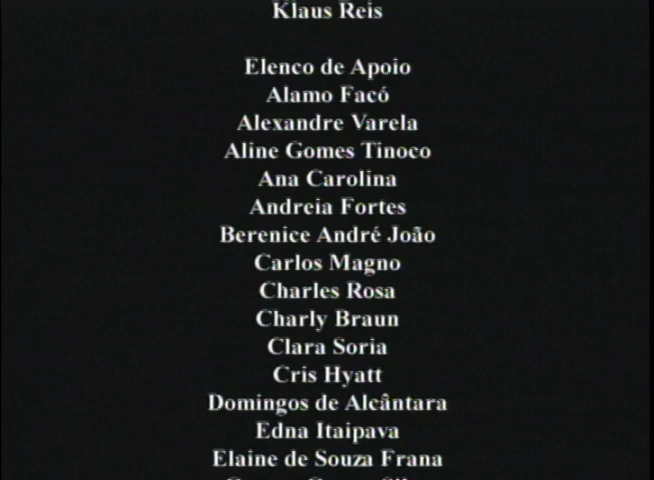 Klaus Reis
Elenco de Apoio
Alamo Facó
Alexandre Varela
Aline Gomes Tinoco
Ana Carolina
Andreia Fortes
Berenice André João
Carlos Magno
Charles Rosa
Charly Braun
Clara Soria
Cris Hyatt
Domingos de Alcântara
Edna Itaipava
Elaine de Souza Frana